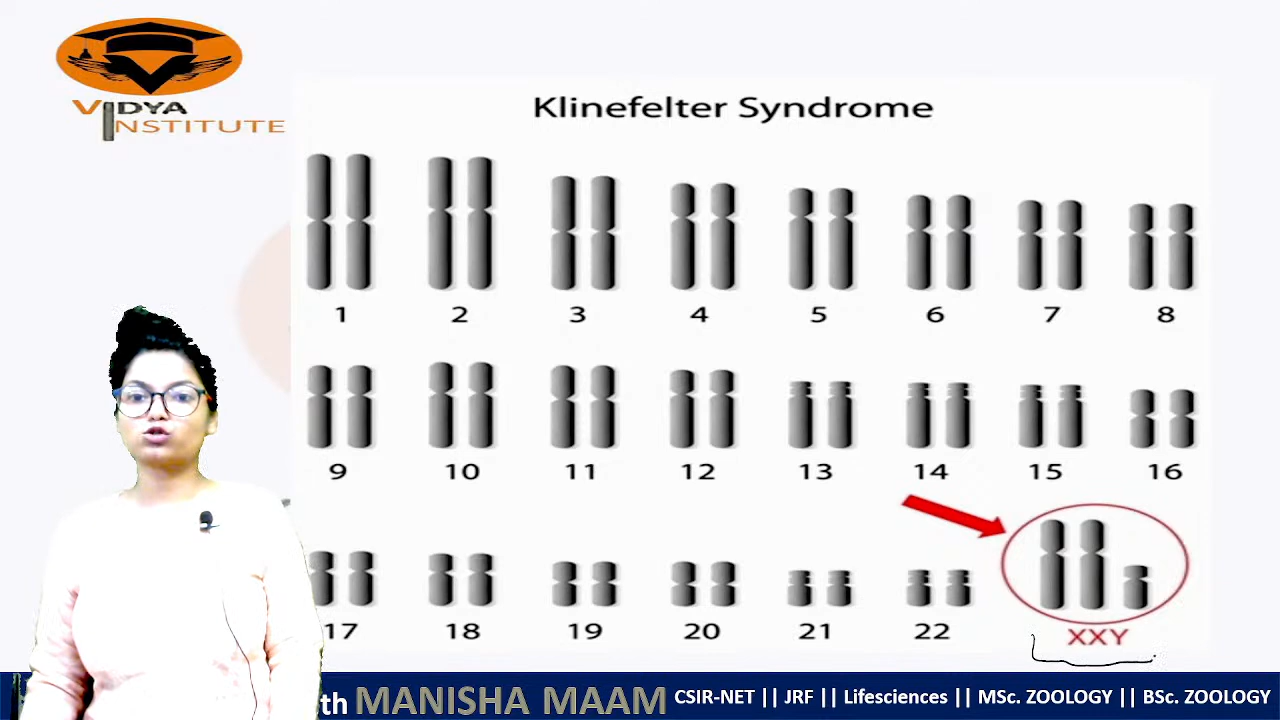 VIDYA
INSTITUTE
Klinefelter Syndrome
1 2 3 4 5 6 7 8
9 10 11 12 13 14 15 16
17 18 19 20 21 22 XXY
th MANISHA MAAM CSIR-NET || JRF || Lifesciences || MSc. ZOOLOGY || BSc. ZOOLOGY